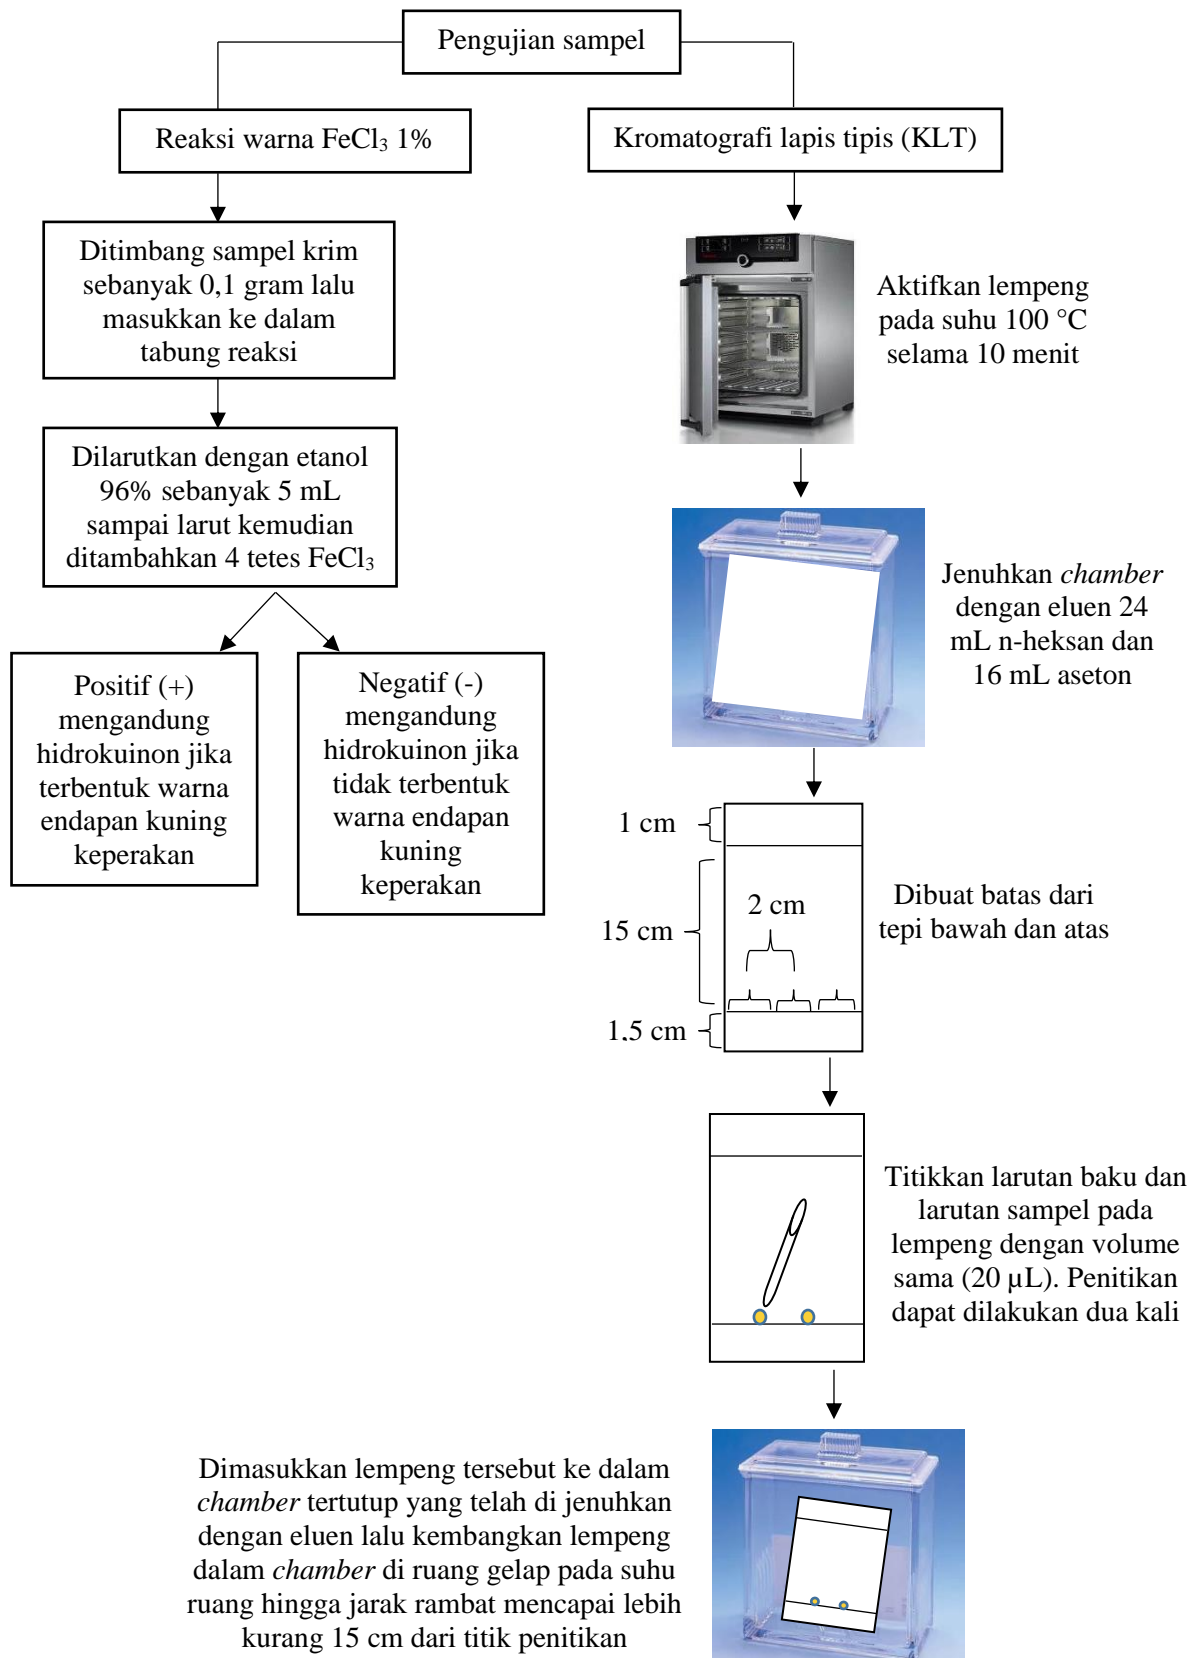 Pengujian sampel
Reaksi warna FeCl₃ 1%
Ditimbang sampel krim
sebanyak 0,1 gram lalu
masukkan ke dalam
tabung reaksi
Dilarutkan dengan etanol
96% sebanyak 5 mL
sampai larut kemudian
ditambahkan 4 tetes FeCl₃
Positif (+)
mengandung
hidrokuinon jika
terbentuk warna
endapan kuning
keperakan
Negatif (-)
mengandung
hidrokuinon jika
tidak terbentuk
warna endapan
kuning
keperakan
Kromatografi lapis tipis (KLT)
Aktifkan lempeng
pada suhu 100 °C
selama 10 menit
Jenuhkan chamber
dengan eluen 24
mL n-heksan dan
16 mL aseton
1 cm
15 cm
2 cm
1,5 cm
Dibuat batas dari
tepi bawah dan atas
Titikkan larutan baku dan
larutan sampel pada
lempeng dengan volume
sama (20 µL). Penitikan
dapat dilakukan dua kali
Dimasukkan lempeng tersebut ke dalam
chamber tertutup yang telah di jenuhkan
dengan eluen lalu kembangkan lempeng
dalam chamber di ruang gelap pada suhu
ruang hingga jarak rambat mencapai lebih
kurang 15 cm dari titik penitikan